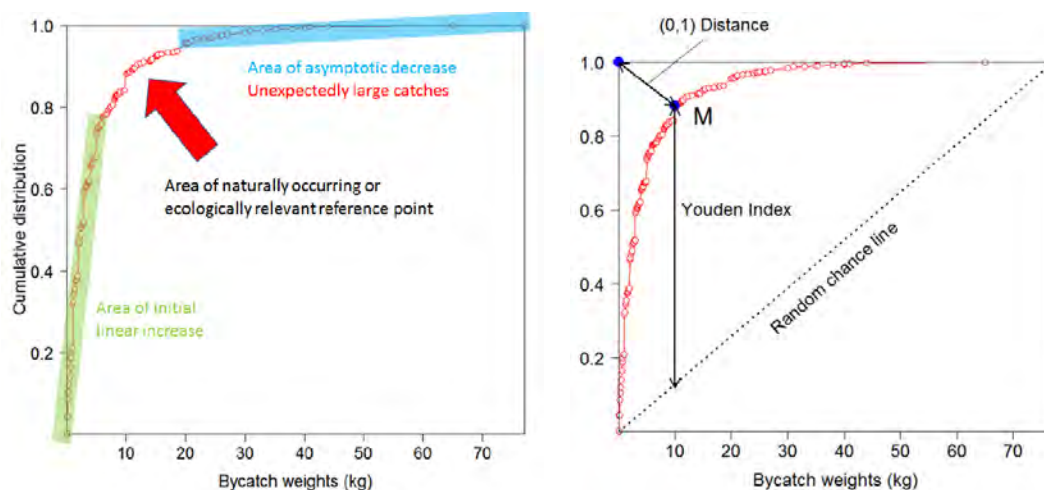 1.0
0.8
0.6
0.4
0.2
Cumulative distribution
Area of asymptotic decrease
Unexpectedly large catches
Area of naturally occurring or
ecologically relevant reference point
Area of initial
linear increase
10 20 30 40 50 60 70
Bycatch weights (kg)
(0,1) Distance
1.0
0.8
0.6
0.4
0.2
M
Youden Index
Random chance line
0 10 20 30 40 50 60 70
Bycatch weights (kg)